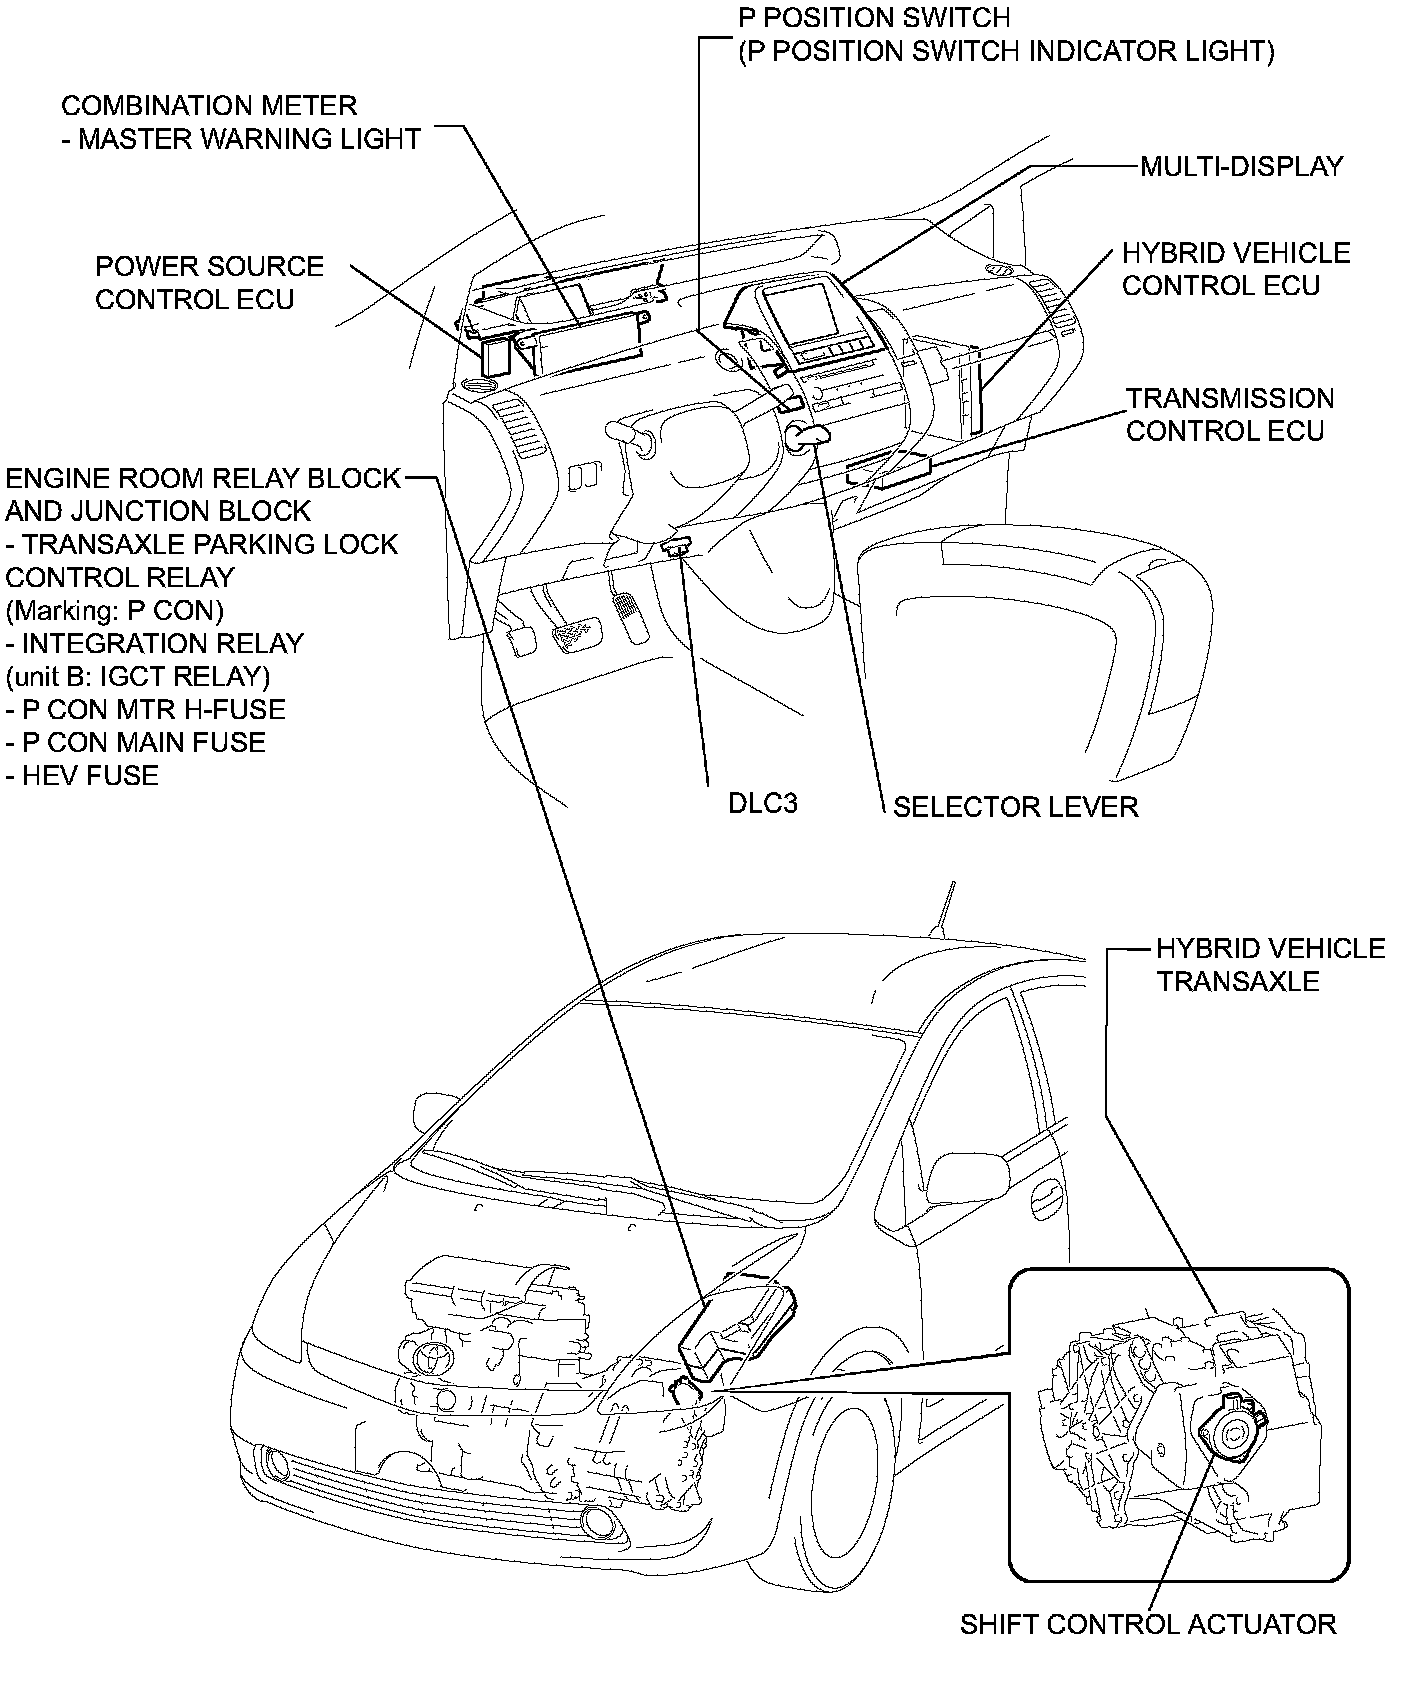 P POSITION SWITCH
(P POSITION SWITCH INDICATOR LIGHT)
COMBINATION METER
- MASTER WARNING LIGHT
MULTI-DISPLAY
POWER SOURCE
CONTROL ECU
HYBRID VEHICLE
CONTROL ECU
TRANSMISSION
CONTROL ECU
ENGINE ROOM RELAY BLOCK
AND JUNCTION BLOCK
- TRANSAXLE PARKING LOCK
CONTROL RELAY
(Marking: P CON)
- INTEGRATION RELAY
(unit B: IGCT RELAY)
- P CON MTR H-FUSE
- P CON MAIN FUSE
- HEV FUSE
DLC3
SELECTOR LEVER
HYBRID VEHICLE
TRANSAXLE
SHIFT CONTROL ACTUATOR